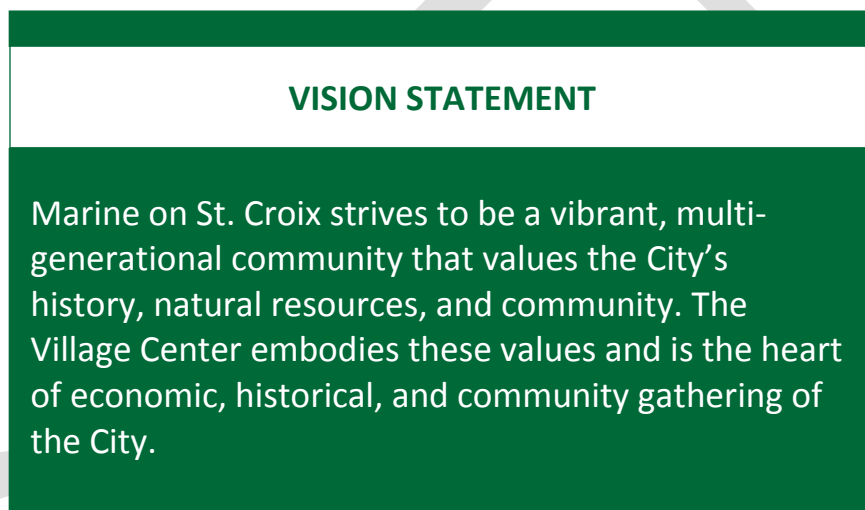 VISION STATEMENT
Marine on St. Croix strives to be a vibrant, multi-
generational community that values the City’s
history, natural resources, and community. The
Village Center embodies these values and is the heart
of economic, historical, and community gathering of
the City.